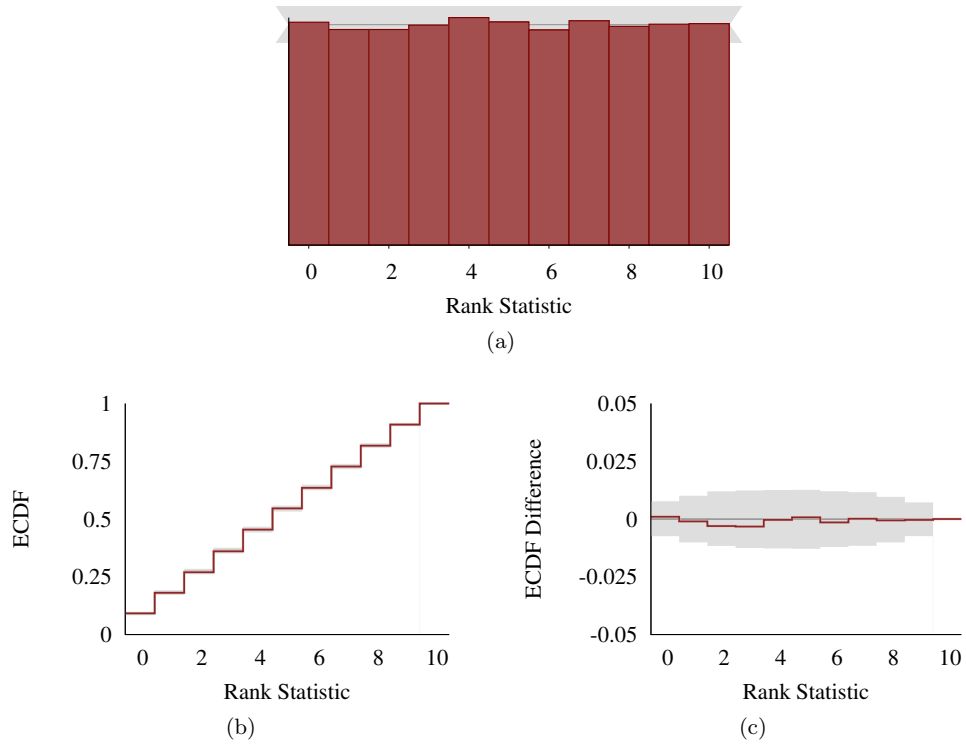 0 2 4 6 8 10
Rank Statistic
(a)
1
0.75
0.5
0.25
0
ECDF
0 2 4 6 8 10
Rank Statistic
(b)
0.05
0.025
0
-0.025
-0.05
ECDF Difference
0 2 4 6 8 10
Rank Statistic
(c)